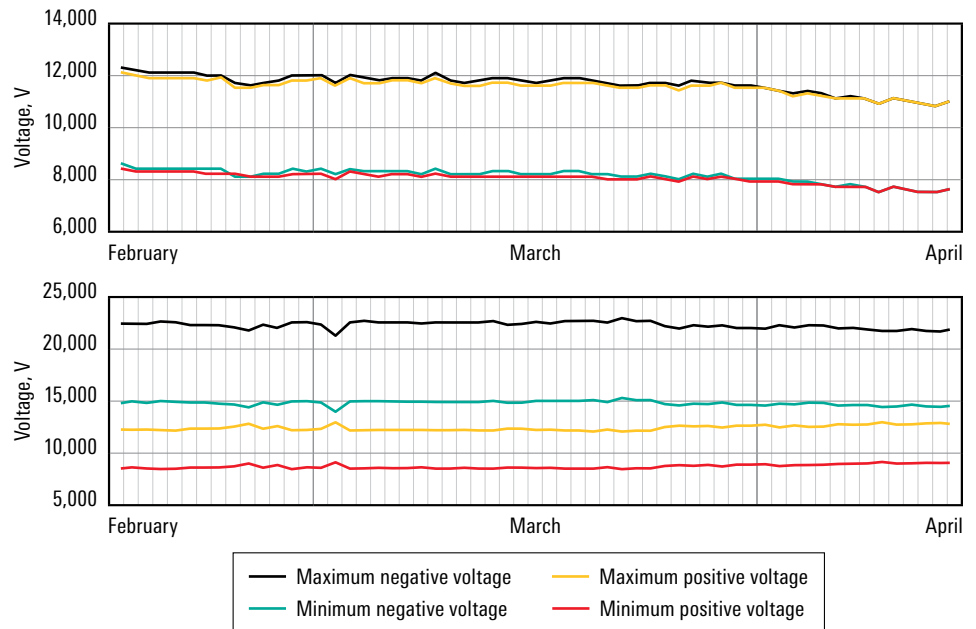 14,000
12,000
10,000
8,000
6,000
Voltage, V
February March April
25,000
20,000
15,000
10,000
5,000
Voltage, V
February March April
Maximum negative voltage Maximum positive voltage
Minimum negative voltage Minimum positive voltage